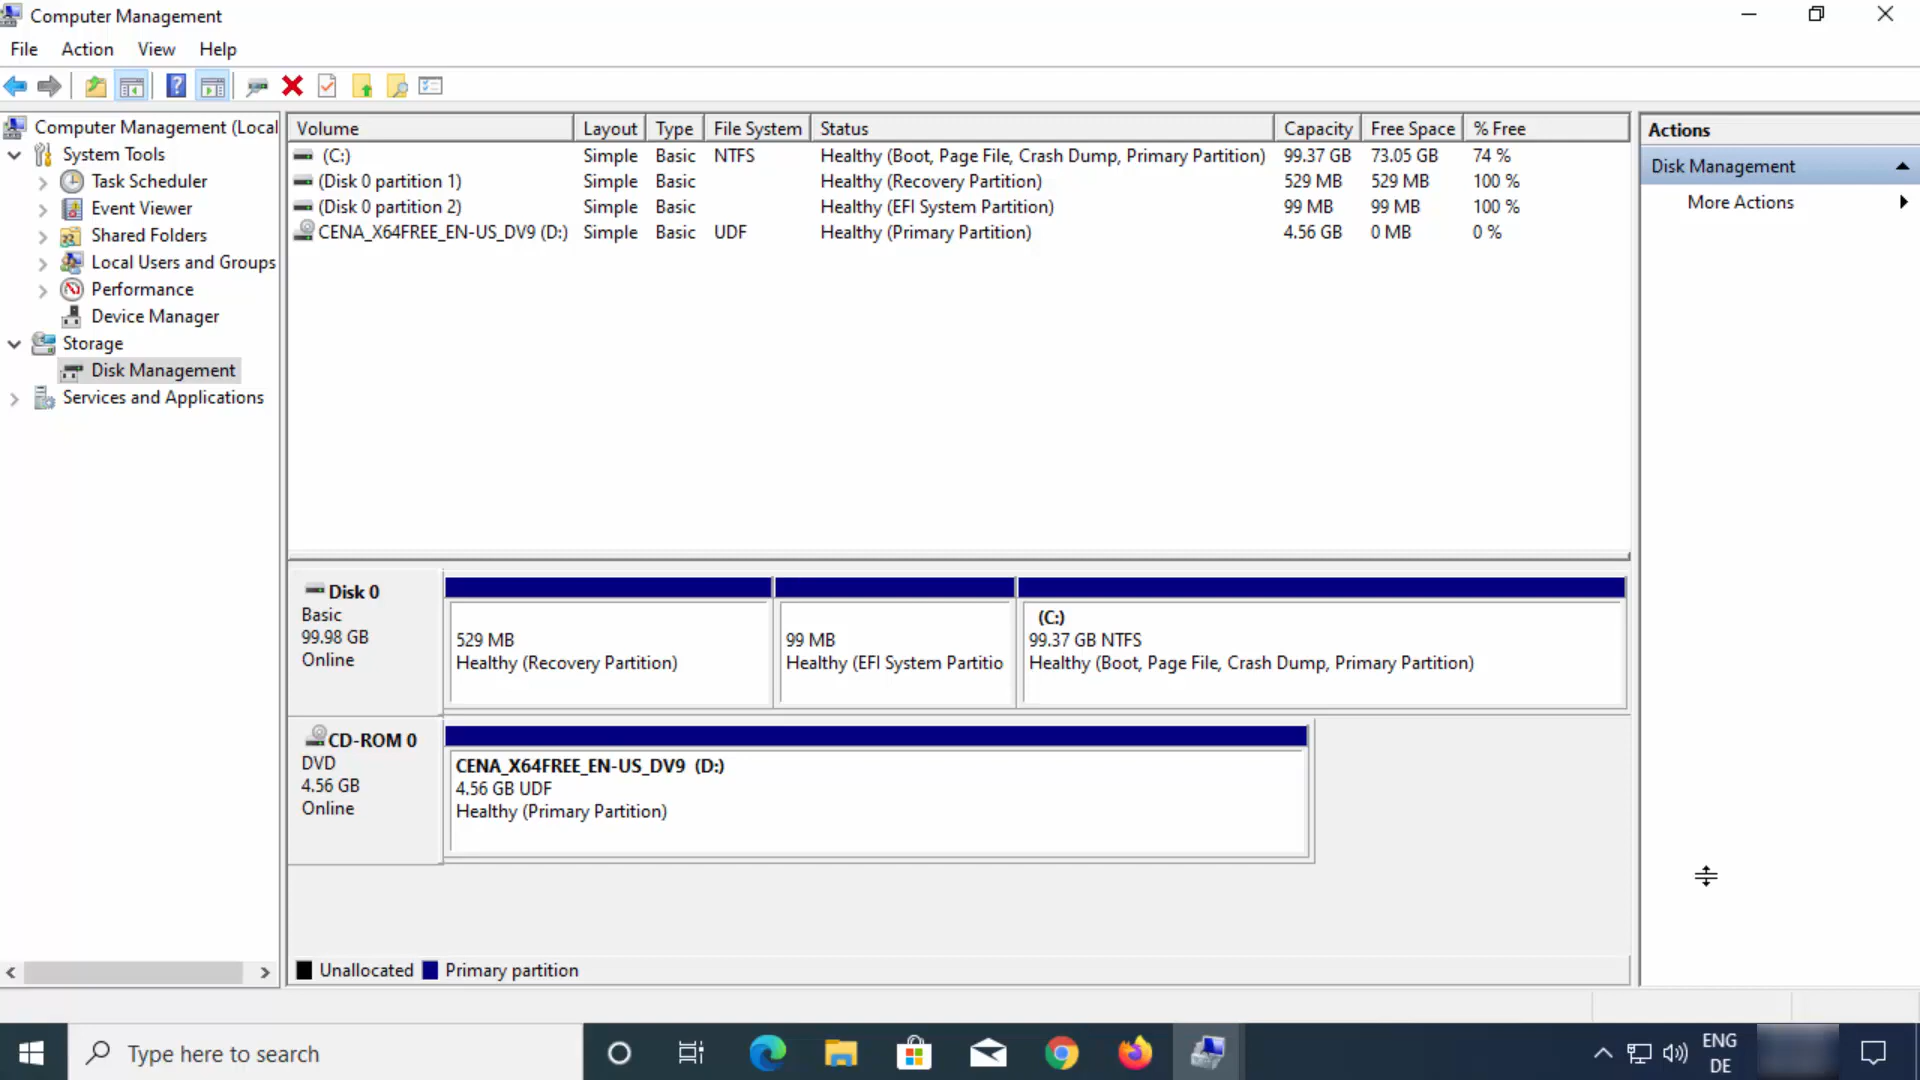 Computer Management
File Action View Help
Computer Management (Local
System Tools
Task Scheduler
Event Viewer
Shared Folders
Local Users and Groups
Performance
Device Manager
Storage
Disk Management
Services and Applications
Volume Layout Type File System Status Capacity Free Space % Free
(C:) Simple Basic NTFS Healthy (Boot, Page File, Crash Dump, Primary Partition) 99.37 GB 73.05 GB 74 %
(Disk 0 partition 1) Simple Basic Healthy (Recovery Partition) 529 MB 529 MB 100 %
(Disk 0 partition 2) Simple Basic Healthy (EFI System Partition) 99 MB 99 MB 100 %
CENA_X64FREE_EN-US_DV9 (D:) Simple Basic UDF Healthy (Primary Partition) 4.56 GB 0 MB 0 %
Disk 0
Basic
99.98 GB
Online
529 MB
Healthy (Recovery Partition)
99 MB
Healthy (EFI System Partitio
(C:)
99.37 GB NTFS
Healthy (Boot, Page File, Crash Dump, Primary Partition)
CD-ROM 0
DVD
4.56 GB
Online
CENA_X64FREE_EN-US_DV9 (D:)
4.56 GB UDF
Healthy (Primary Partition)
Unallocated Primary partition
Actions
Disk Management
More Actions
Type here to search
ENG
DE